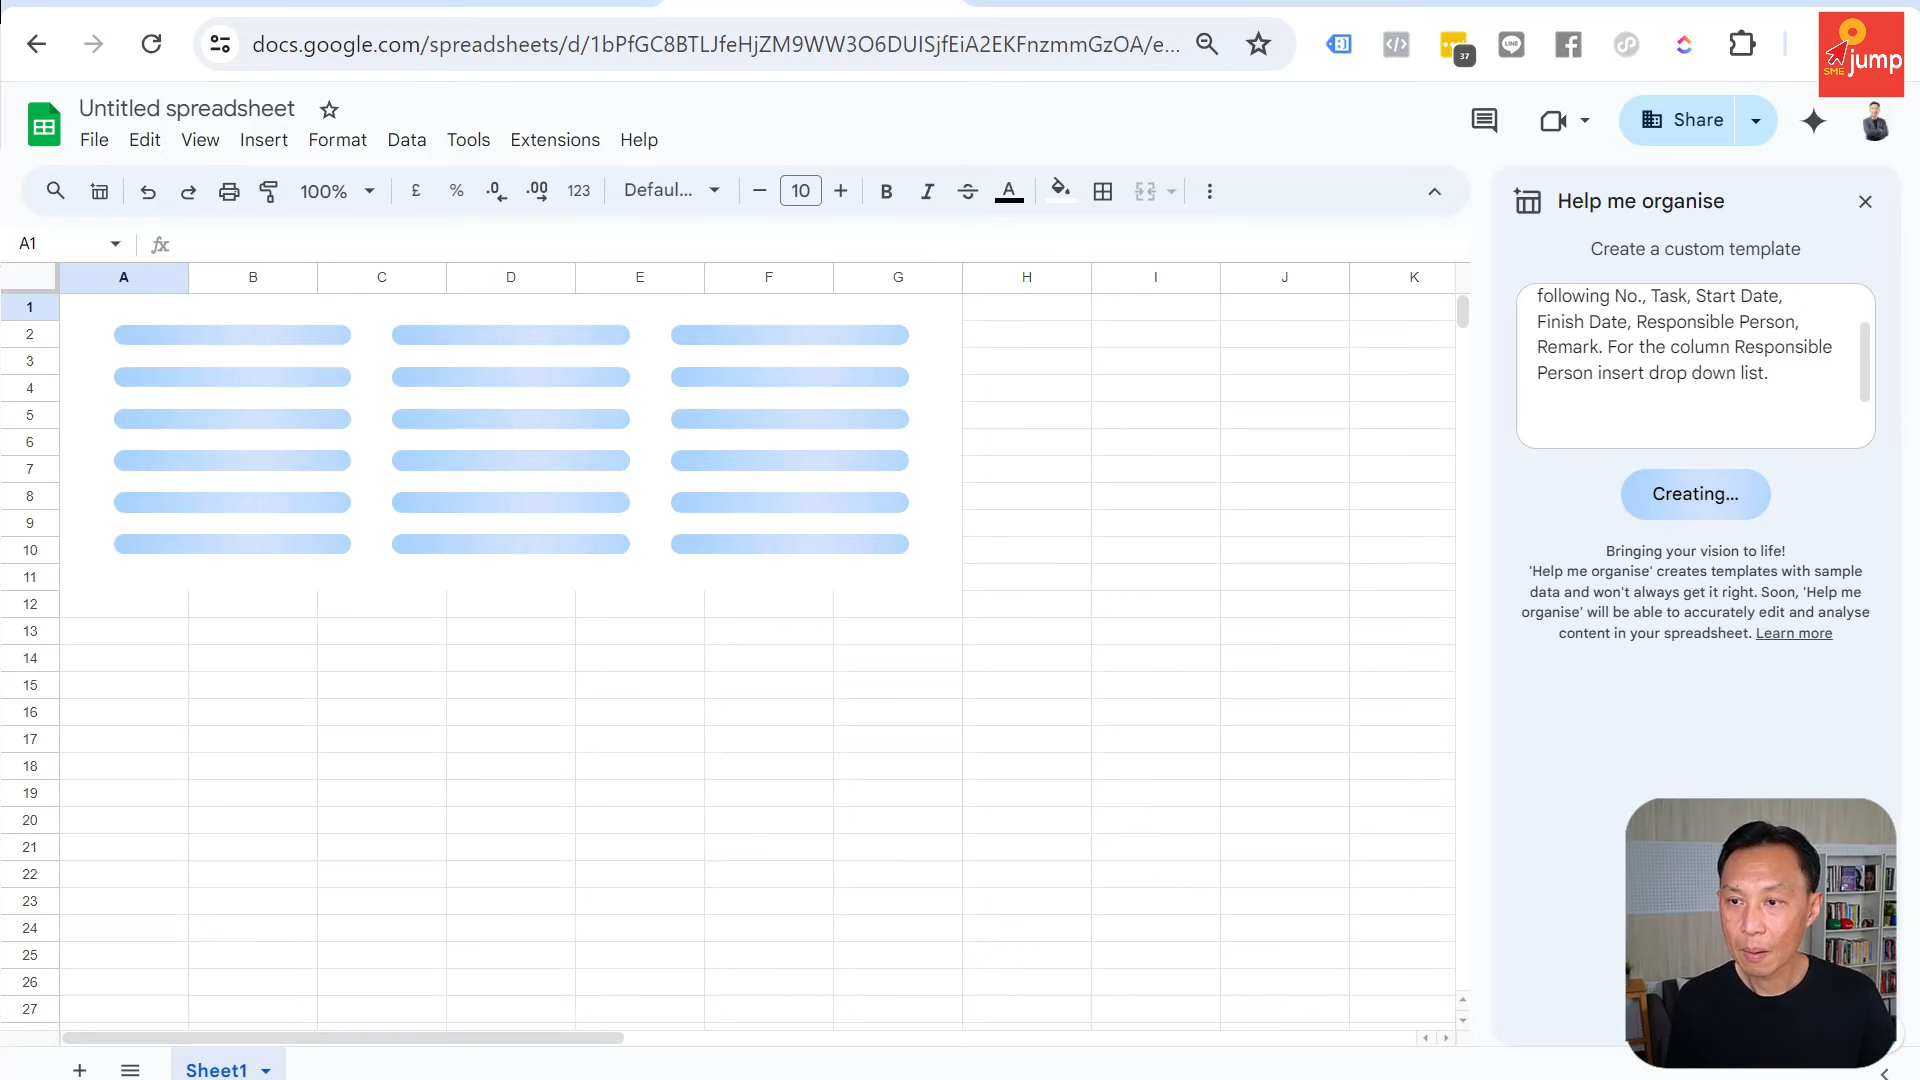 docs.google.com/spreadsheets/d/1bPfGC8BTLJfeHjZM9WW3O6DUISjfEiA2EKFnzmmGzOA/e...
37
SME jump
Untitled spreadsheet
File Edit View Insert Format Data Tools Extensions Help
Share
100% £ % .0 .00 123 Defaul... 10 B I S A
Help me organise
Create a custom template
A1 fx
A B C D E F G H I J K
1
2
3
4
5
6
7
8
9
10
11
12
13
14
15
16
17
18
19
20
21
22
23
24
25
26
27
following No., Task, Start Date,
Finish Date, Responsible Person,
Remark. For the column Responsible
Person insert drop down list.
Creating...
Bringing your vision to life!
'Help me organise' creates templates with sample
data and won't always get it right. Soon, 'Help me
organise' will be able to accurately edit and analyse
content in your spreadsheet. Learn more
Sheet1